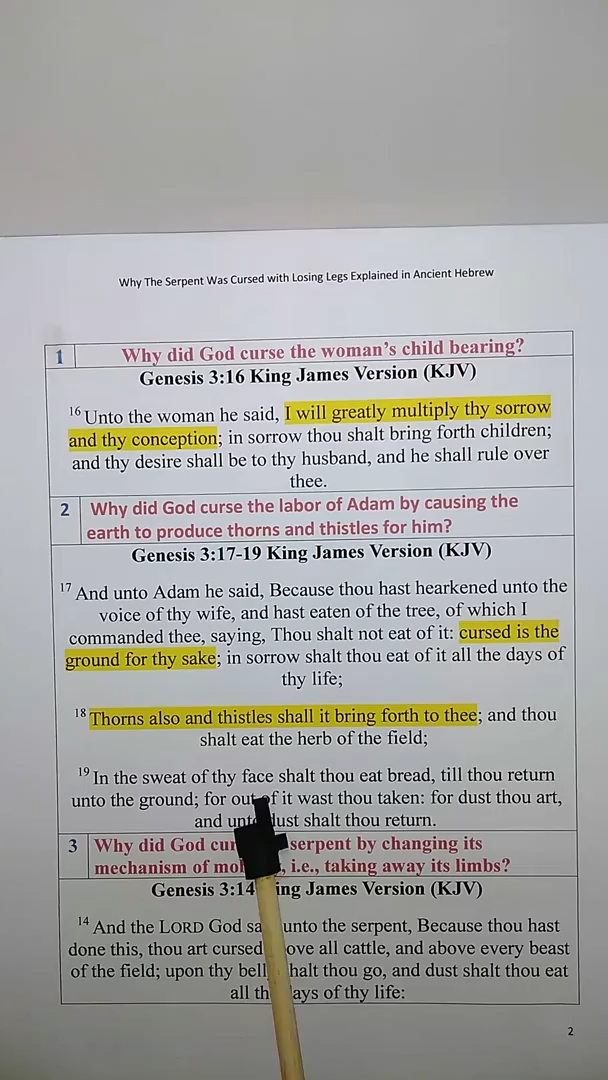 Why The Serpent Was Cursed with Losing Legs Explained in Ancient Hebrew
1 Why did God curse the woman's child bearing?
Genesis 3:16 King James Version (KJV)
16 Unto the woman he said, I will greatly multiply thy sorrow
and thy conception; in sorrow thou shalt bring forth children;
and thy desire shall be to thy husband, and he shall rule over
thee.
2 Why did God curse the labor of Adam by causing the
earth to produce thorns and thistles for him?
Genesis 3:17-19 King James Version (KJV)
17 And unto Adam he said, Because thou hast hearkened unto the
voice of thy wife, and hast eaten of the tree, of which I
commanded thee, saying, Thou shalt not eat of it: cursed is the
ground for thy sake; in sorrow shalt thou eat of it all the days of
thy life;
18 Thorns also and thistles shall it bring forth to thee; and thou
shalt eat the herb of the field;
19 In the sweat of thy face shalt thou eat bread, till thou return
unto the ground; for out of it wast thou taken: for dust thou art,
and unto dust shalt thou return.
3 Why did God serpent by changing its
mechanism of i.e., taking away its limbs?
Genesis 3:14 King James Version (KJV)
14 And the LORD God said unto the serpent, Because thou hast
done this, thou art cursed above all cattle, and above every beast
of the field; upon thy belly shalt thou go, and dust shalt thou eat
all the days of thy life:
2